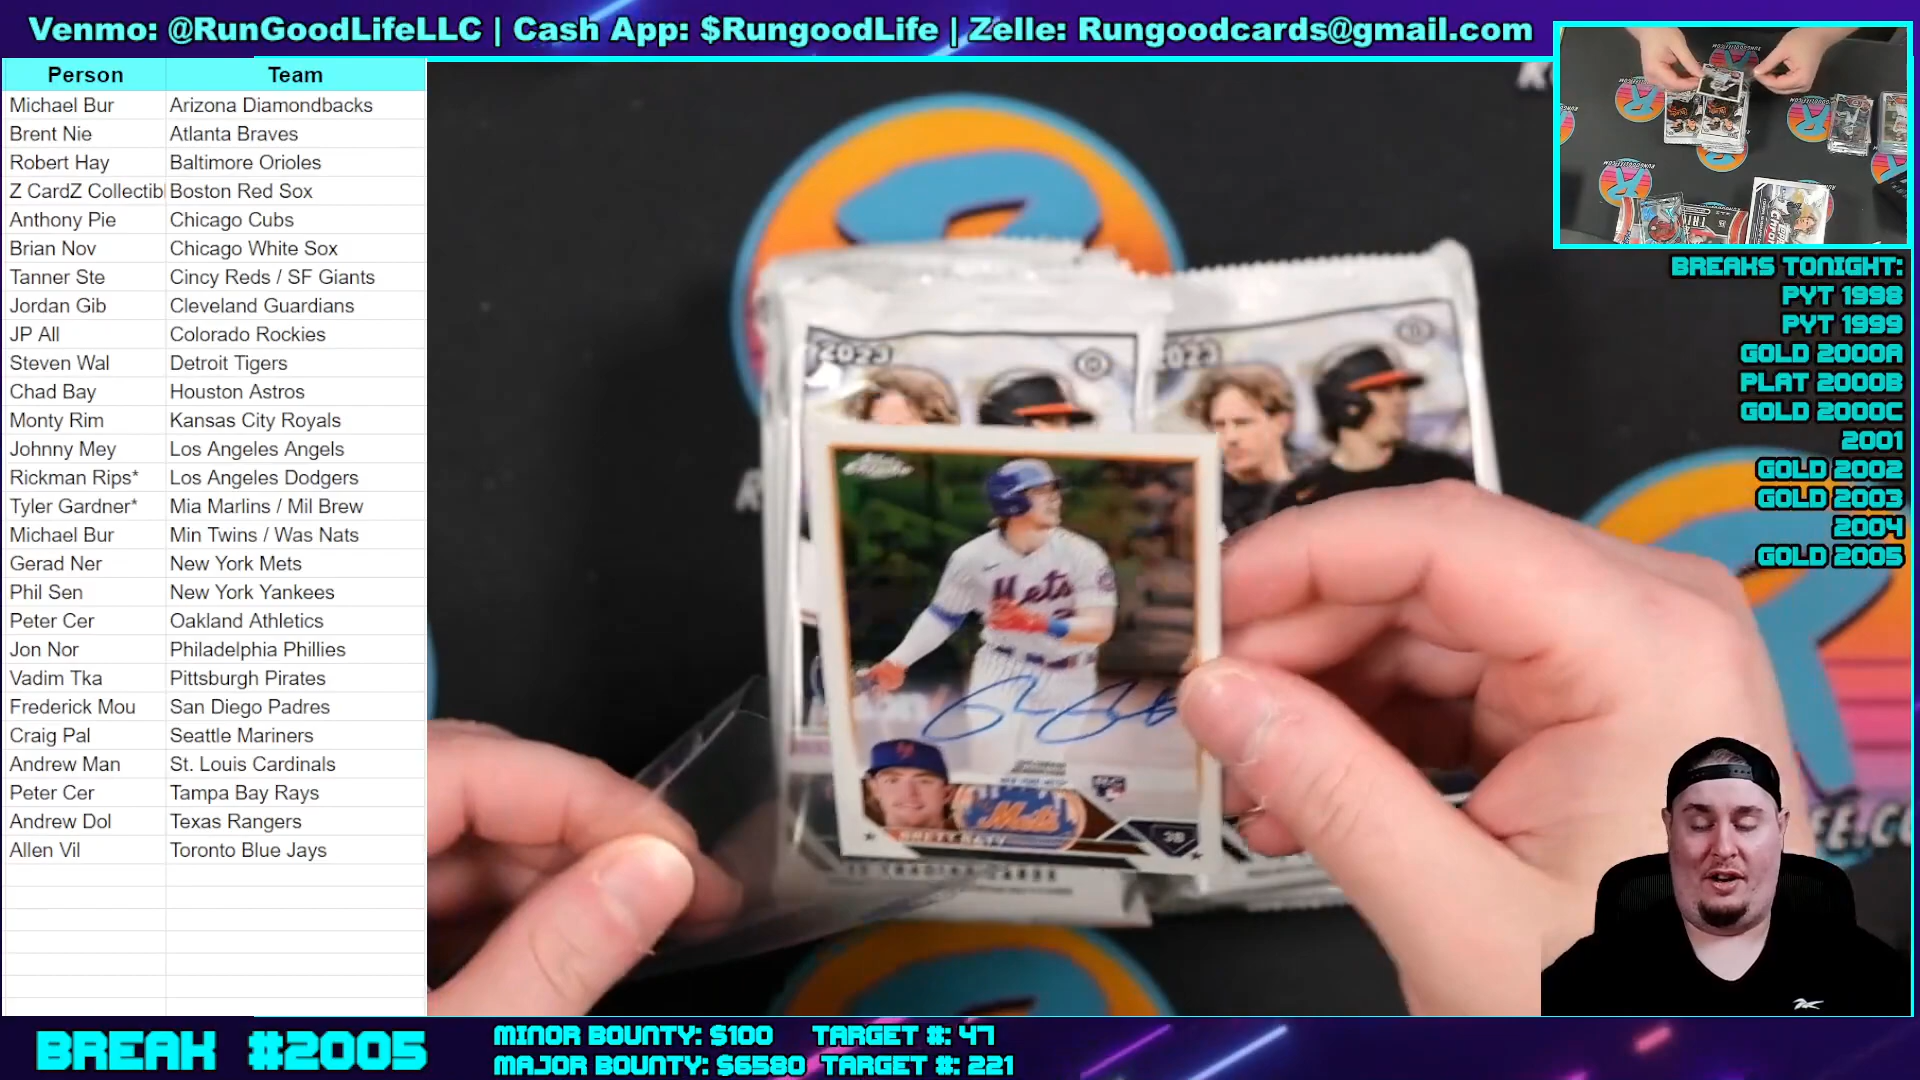 Venmo: @RunGoodLifeLLC | Cash App: $RungoodLife | Zelle: Rungoodcards@gmail.com
Person Team
Michael Bur Arizona Diamondbacks
Brent Nie Atlanta Braves
Robert Hay Baltimore Orioles
Z CardZ Collectibl Boston Red Sox
Anthony Pie Chicago Cubs
Brian Nov Chicago White Sox
Tanner Ste Cincy Reds / SF Giants
Jordan Gib Cleveland Guardians
JP All Colorado Rockies
Steven Wal Detroit Tigers
Chad Bay Houston Astros
Monty Rim Kansas City Royals
Johnny Mey Los Angeles Angels
Rickman Rips* Los Angeles Dodgers
Tyler Gardner* Mia Marlins / Mil Brew
Michael Bur Min Twins / Was Nats
Gerad Ner New York Mets
Phil Sen New York Yankees
Peter Cer Oakland Athletics
Jon Nor Philadelphia Phillies
Vadim Tka Pittsburgh Pirates
Frederick Mou San Diego Padres
Craig Pal Seattle Mariners
Andrew Man St. Louis Cardinals
Peter Cer Tampa Bay Rays
Andrew Dol Texas Rangers
Allen Vil Toronto Blue Jays
2023
2023
Mets
Mets
BRETT BATY
3B
TRADING CARDS
BREAKS TONIGHT:
PYT 1998
PYT 1999
GOLD 2000A
PLAT 2000B
GOLD 2000C
2001
GOLD 2002
GOLD 2003
2004
GOLD 2005
BREAK #2005
MINOR BOUNTY: $100 TARGET #: 47
MAJOR BOUNTY: $6580 TARGET #: 221